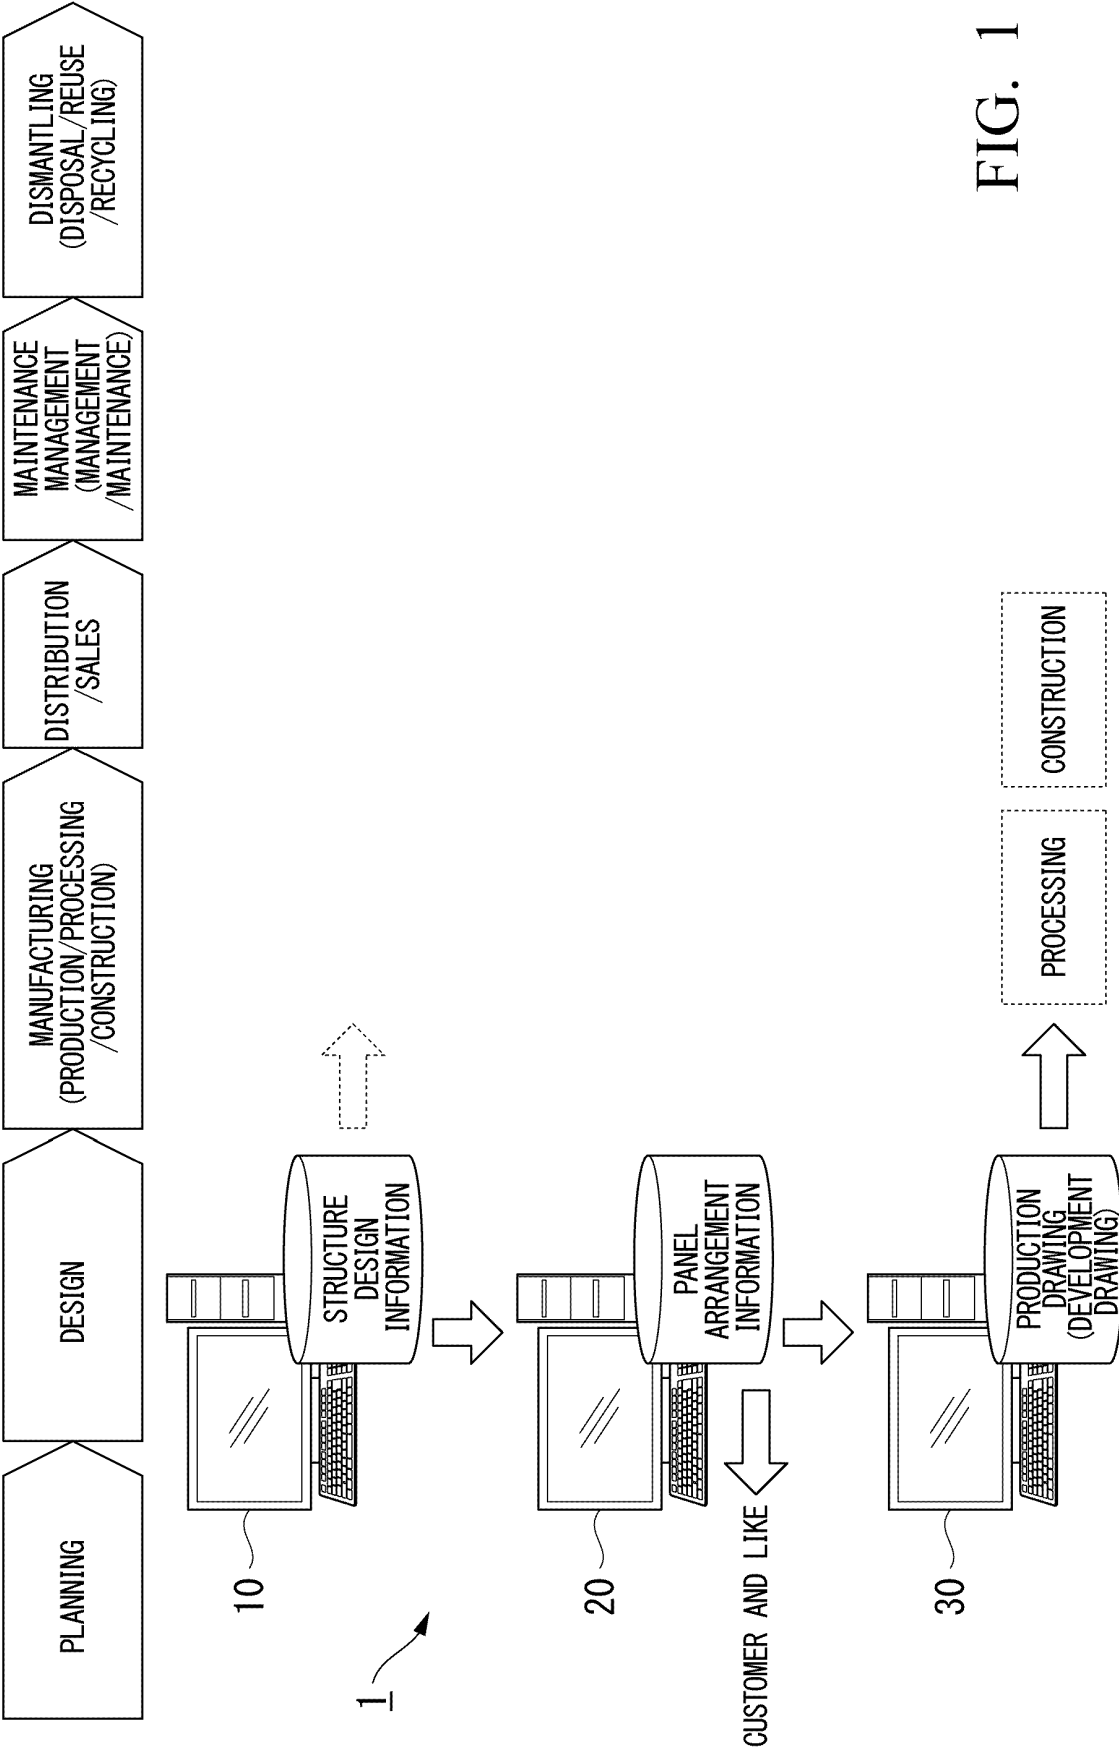 PLANNING
DESIGN
MANUFACTURING
(PRODUCTION/PROCESSING
/CONSTRUCTION)
DISTRIBUTION
/SALES
MAINTENANCE
MANAGEMENT
(MANAGEMENT
/MAINTENANCE)
DISMANTLING
(DISPOSAL/REUSE
/RECYCLING)
10
STRUCTURE
DESIGN
INFORMATION
1
20
PANEL
ARRANGEMENT
INFORMATION
CUSTOMER AND LIKE
30
PRODUCTION
DRAWING
(DEVELOPMENT
DRAWING)
PROCESSING
CONSTRUCTION
FIG. 1